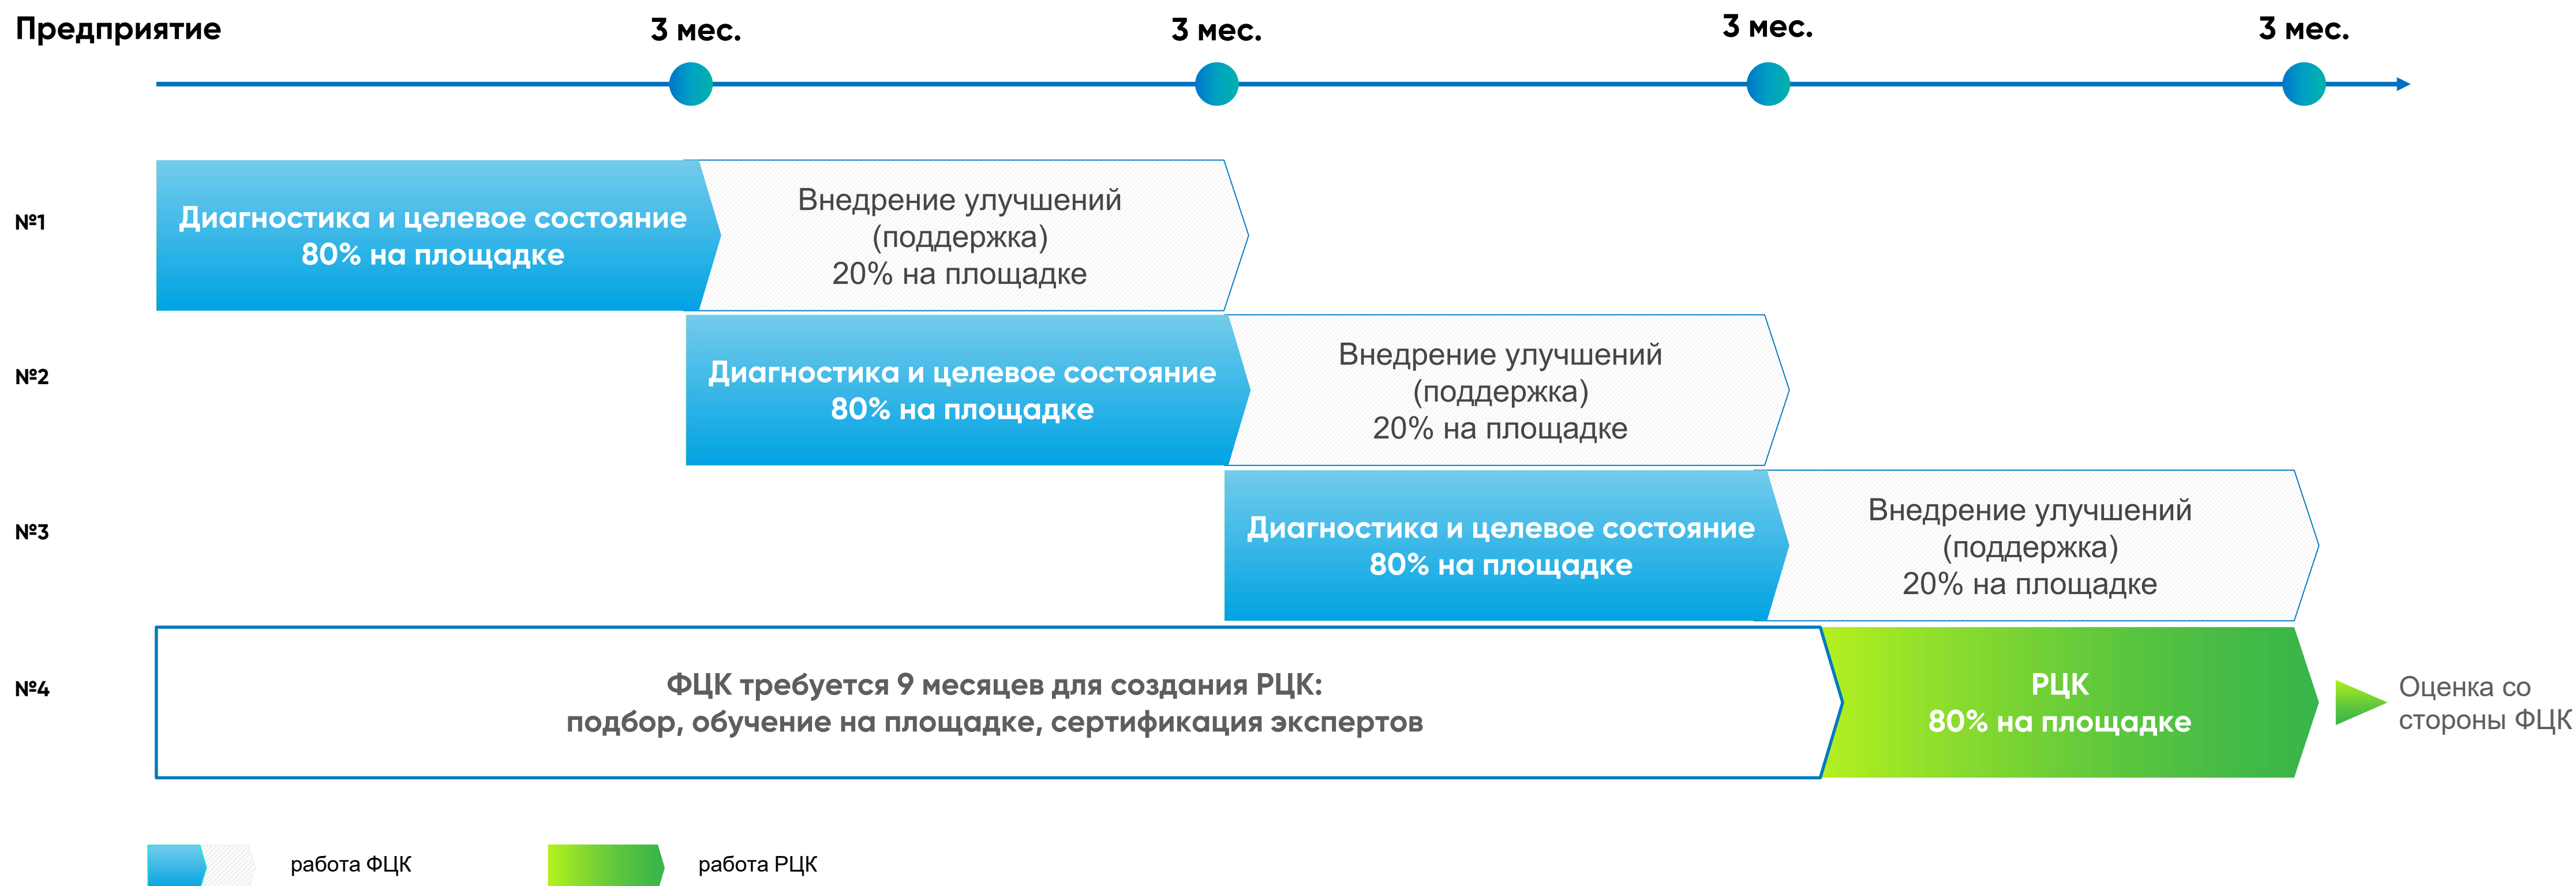 Предприятие
3 мес.
3 мес.
3 мес.
3 мес.
№1
Диагностика и целевое состояние
80% на площадке
Внедрение улучшений
(поддержка)
20% на площадке
№2
Диагностика и целевое состояние
80% на площадке
Внедрение улучшений
(поддержка)
20% на площадке
№3
Диагностика и целевое состояние
80% на площадке
Внедрение улучшений
(поддержка)
20% на площадке
№4
ФЦК требуется 9 месяцев для создания РЦК:
подбор, обучение на площадке, сертификация экспертов
РЦК
80% на площадке
Оценка со
стороны ФЦК
работа ФЦК
работа РЦК